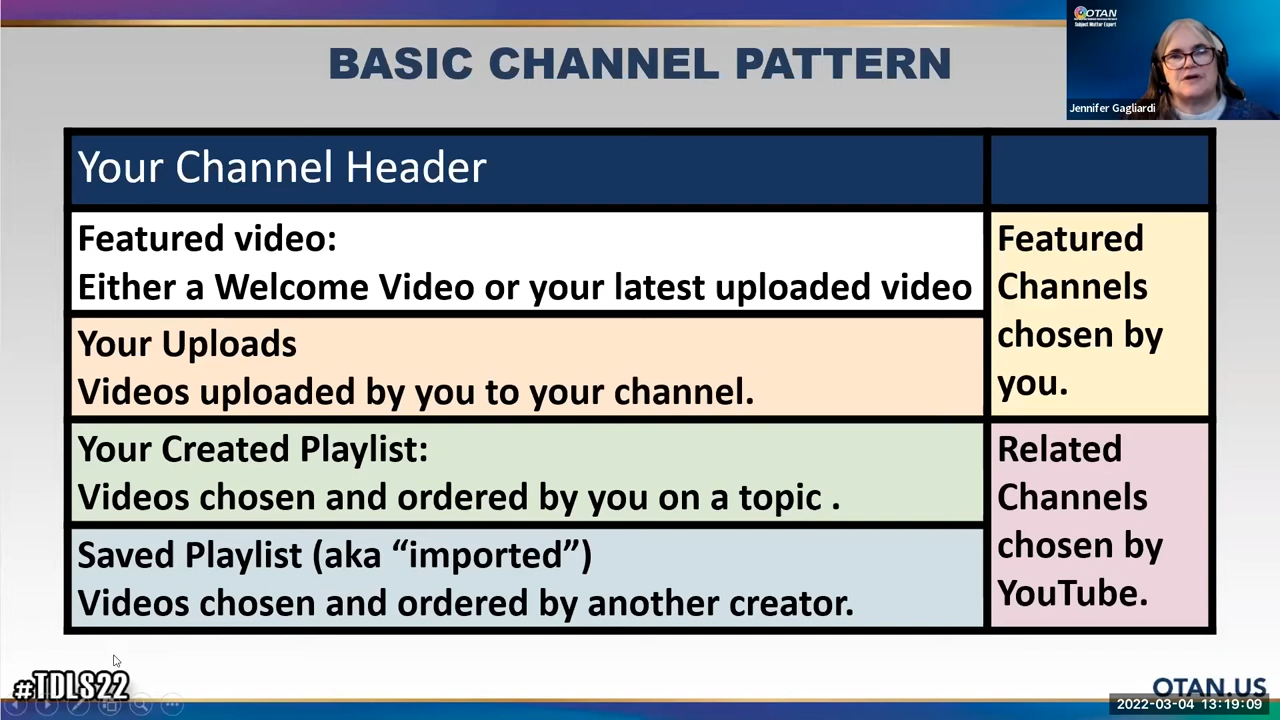 BASIC CHANNEL PATTERN
OTAN
Subject Matter Expert
Jennifer Gagliardi
Your Channel Header
Featured video:
Either a Welcome Video or your latest uploaded video
Featured
Channels
chosen by
you.
Your Uploads
Videos uploaded by you to your channel.
Your Created Playlist:
Videos chosen and ordered by you on a topic .
Related
Channels
chosen by
YouTube.
Saved Playlist (aka “imported”)
Videos chosen and ordered by another creator.
#TDLS22
OTAN.US
2022-03-04 13:19:09